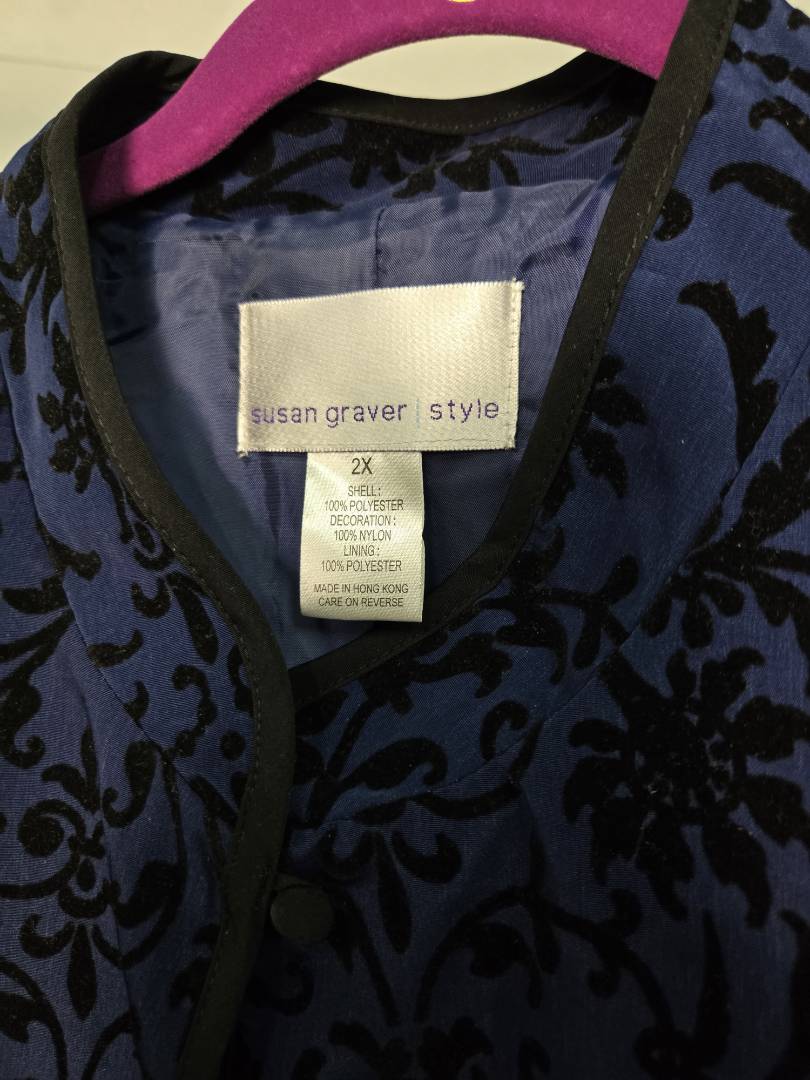 susan graver | style
2X
SHELL:
100% POLYESTER
DECORATION:
100% NYLON
LINING:
100% POLYESTER
MADE IN HONG KONG
CARE ON REVERSE